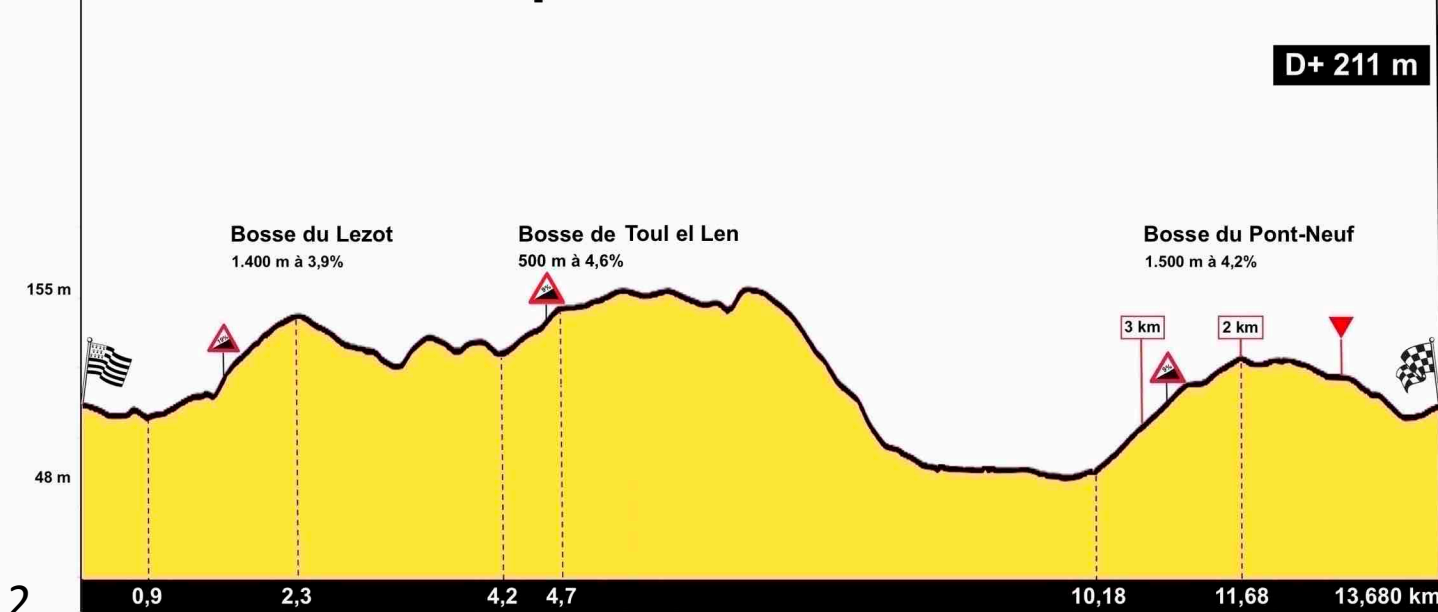 D+ 211 m
Bosse du Lezot
1.400 m à 3,9%
Bosse de Toul el Len
500 m à 4,6%
Bosse du Pont-Neuf
1.500 m à 4,2%
155 m
9%
3 km
2 km
9%
48 m
0,9
2,3
4,2
4,7
10,18
11,68
13,680 km
2